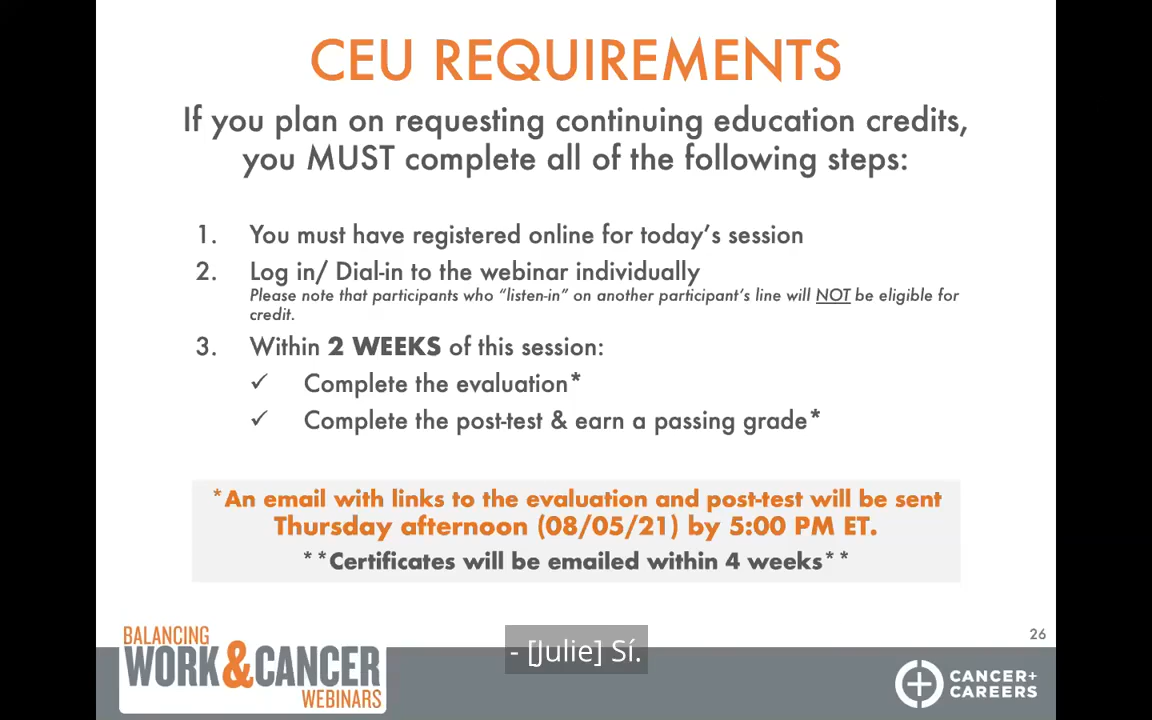 CEU REQUIREMENTS
If you plan on requesting continuing education credits,
you MUST complete all of the following steps:
1. You must have registered online for today's session
2. Log in/ Dial-in to the webinar individually
Please note that participants who “listen-in” on another participant's line will NOT be eligible for
credit.
3. Within 2 WEEKS of this session:
✓ Complete the evaluation*
✓ Complete the post-test & earn a passing grade*
*An email with links to the evaluation and post-test will be sent
Thursday afternoon (08/05/21) by 5:00 PM ET.
**Certificates will be emailed within 4 weeks**
26
BALANCING
WORK&CANCER
WEBINARS
- [Julie] Sí.
CANCER+
CAREERS